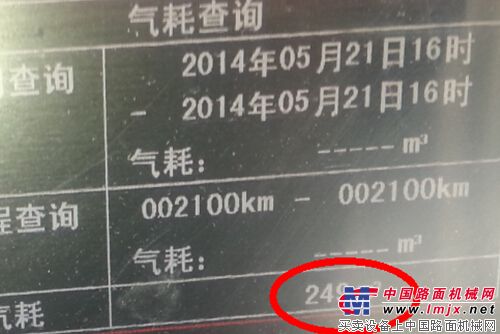 气耗查询
查询 2014年05月21日16时
- 2014年05月21日16时
气耗: ----- m³
程查询 002100km - 002100km
气耗: ----- m³
气耗 24
中国路面机械网
www.lmjx.net
买卖设备上中国路面机械网